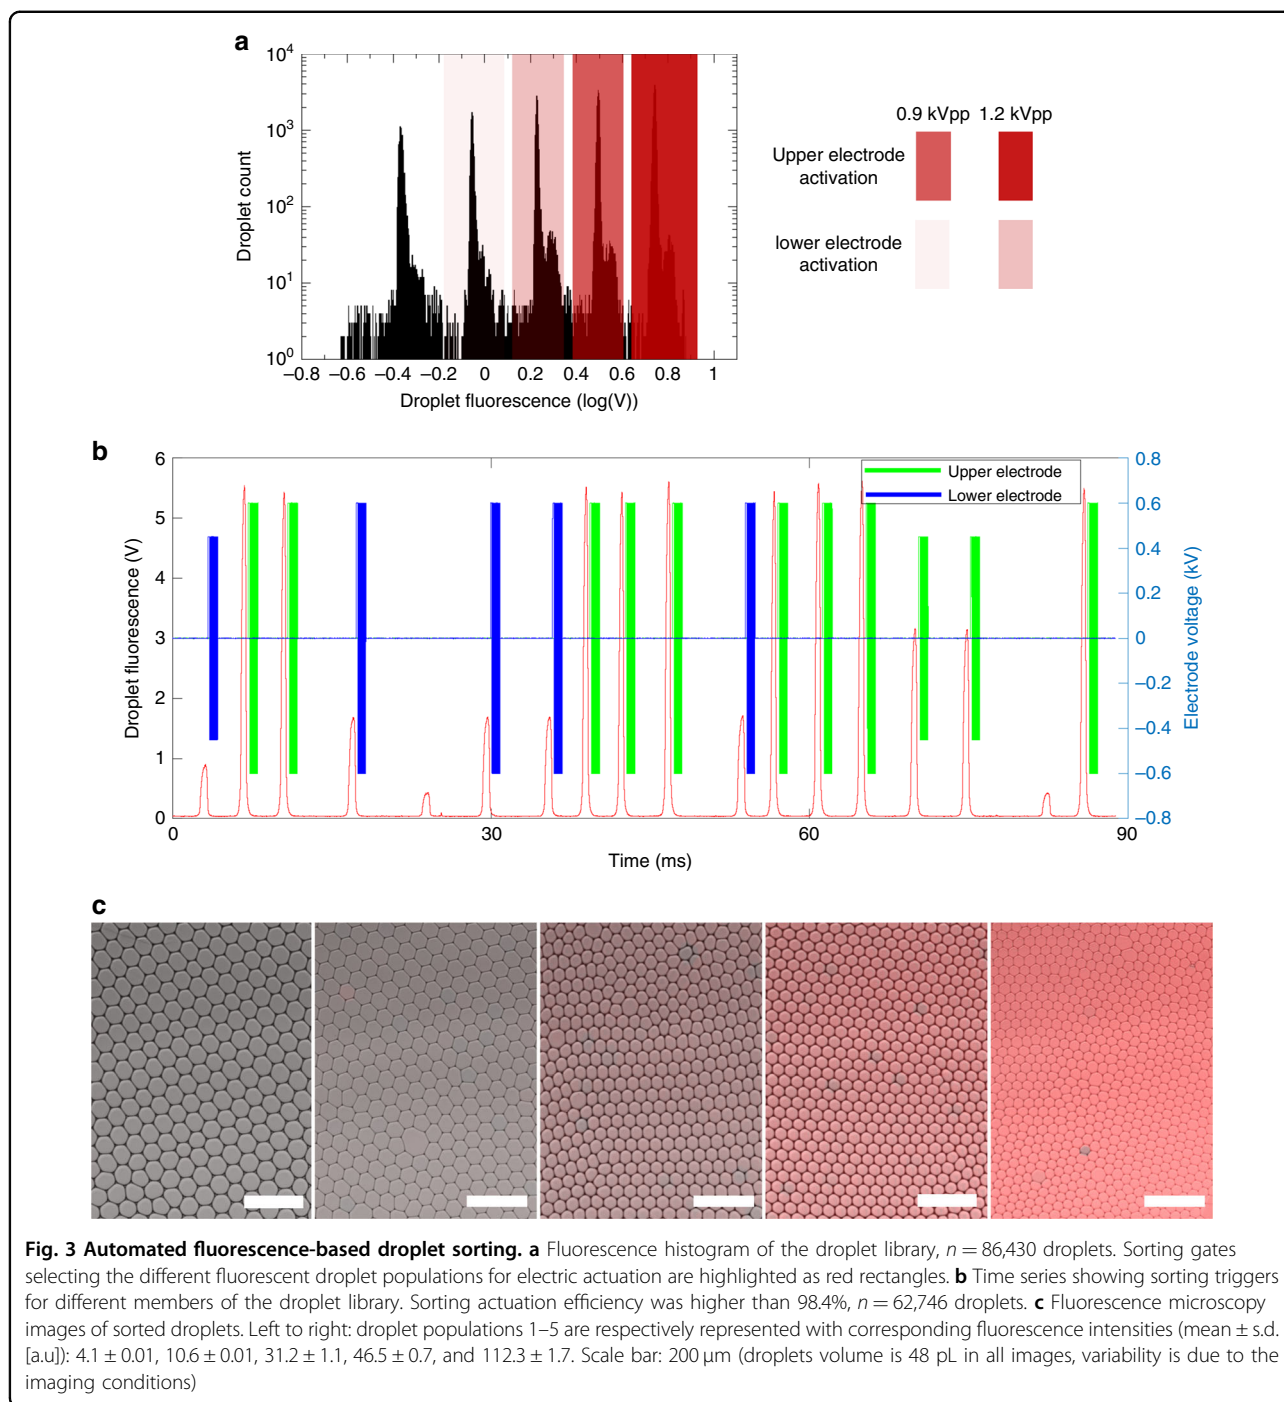 a
10⁴
10³
10²
10¹
10⁰
Droplet count
−0.8 −0.6 −0.4 −0.2 0 0.2 0.4 0.6 0.8 1
Droplet fluorescence (log(V))
0.9 kVpp 1.2 kVpp
Upper electrode
activation
lower electrode
activation
b
6
5
4
3
2
1
0
Droplet fluorescence (V)
Upper electrode
Lower electrode
0.8
0.6
0.4
0.2
0
−0.2
−0.4
−0.6
−0.8
Electrode voltage (kV)
0 30 60 90
Time (ms)
c
Fig. 3 Automated fluorescence-based droplet sorting. a Fluorescence histogram of the droplet library, n = 86,430 droplets. Sorting gates
selecting the different fluorescent droplet populations for electric actuation are highlighted as red rectangles. b Time series showing sorting triggers
for different members of the droplet library. Sorting actuation efficiency was higher than 98.4%, n = 62,746 droplets. c Fluorescence microscopy
images of sorted droplets. Left to right: droplet populations 1–5 are respectively represented with corresponding fluorescence intensities (mean ± s.d.
[a.u]): 4.1 ± 0.01, 10.6 ± 0.01, 31.2 ± 1.1, 46.5 ± 0.7, and 112.3 ± 1.7. Scale bar: 200 μm (droplets volume is 48 pL in all images, variability is due to the
imaging conditions)